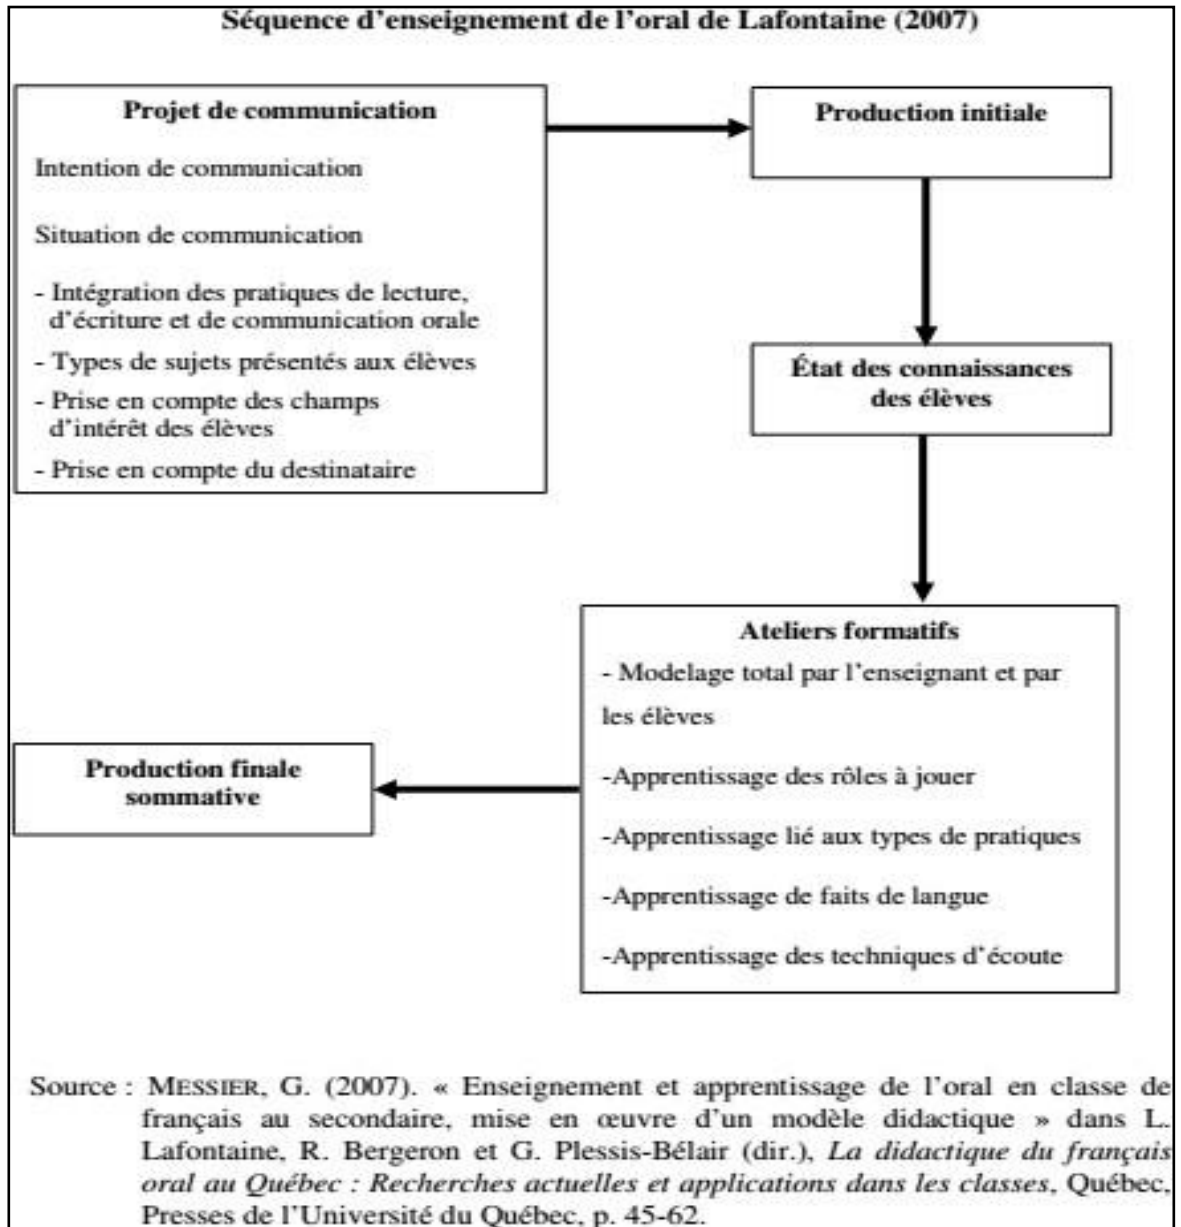 Séquence d'enseignement de l'oral de Lafontaine (2007)
Projet de communication
Intention de communication
Situation de communication
- Intégration des pratiques de lecture,
d'écriture et de communication orale
- Types de sujets présentés aux élèves
- Prise en compte des champs
d'intérêt des élèves
- Prise en compte du destinataire
Production initiale
État des connaissances
des élèves
Ateliers formatifs
- Modelage total par l'enseignant et par
les élèves
-Apprentissage des rôles à jouer
-Apprentissage lié aux types de pratiques
-Apprentissage de faits de langue
-Apprentissage des techniques d'écoute
Production finale
sommative
Source : MESSIER, G. (2007). « Enseignement et apprentissage de l'oral en classe de
français au secondaire, mise en œuvre d'un modèle didactique » dans L.
Lafontaine, R. Bergeron et G. Plessis-Bélair (dir.), La didactique du français
oral au Québec : Recherches actuelles et applications dans les classes, Québec,
Presses de l'Université du Québec, p. 45-62.